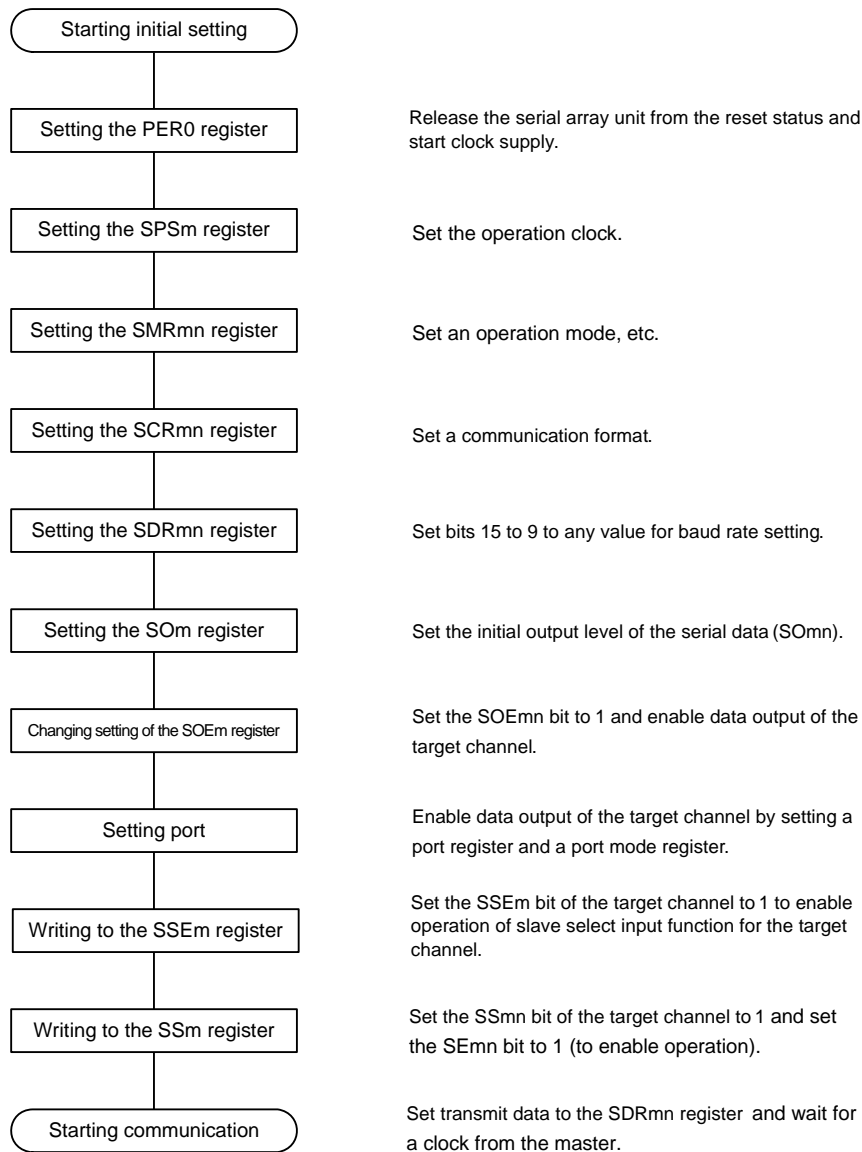 Starting initial setting
Setting the PER0 register
Release the serial array unit from the reset status and
start clock supply.
Setting the SPSm register
Set the operation clock.
Setting the SMRmn register
Set an operation mode, etc.
Setting the SCRmn register
Set a communication format.
Setting the SDRmn register
Set bits 15 to 9 to any value for baud rate setting.
Setting the SOm register
Set the initial output level of the serial data (SOmn).
Changing setting of the SOEm register
Set the SOEmn bit to 1 and enable data output of the
target channel.
Setting port
Enable data output of the target channel by setting a
port register and a port mode register.
Writing to the SSEm register
Set the SSEm bit of the target channel to 1 to enable
operation of slave select input function for the target
channel.
Writing to the SSm register
Set the SSmn bit of the target channel to 1 and set
the SEmn bit to 1 (to enable operation).
Starting communication
Set transmit data to the SDRmn register and wait for
a clock from the master.